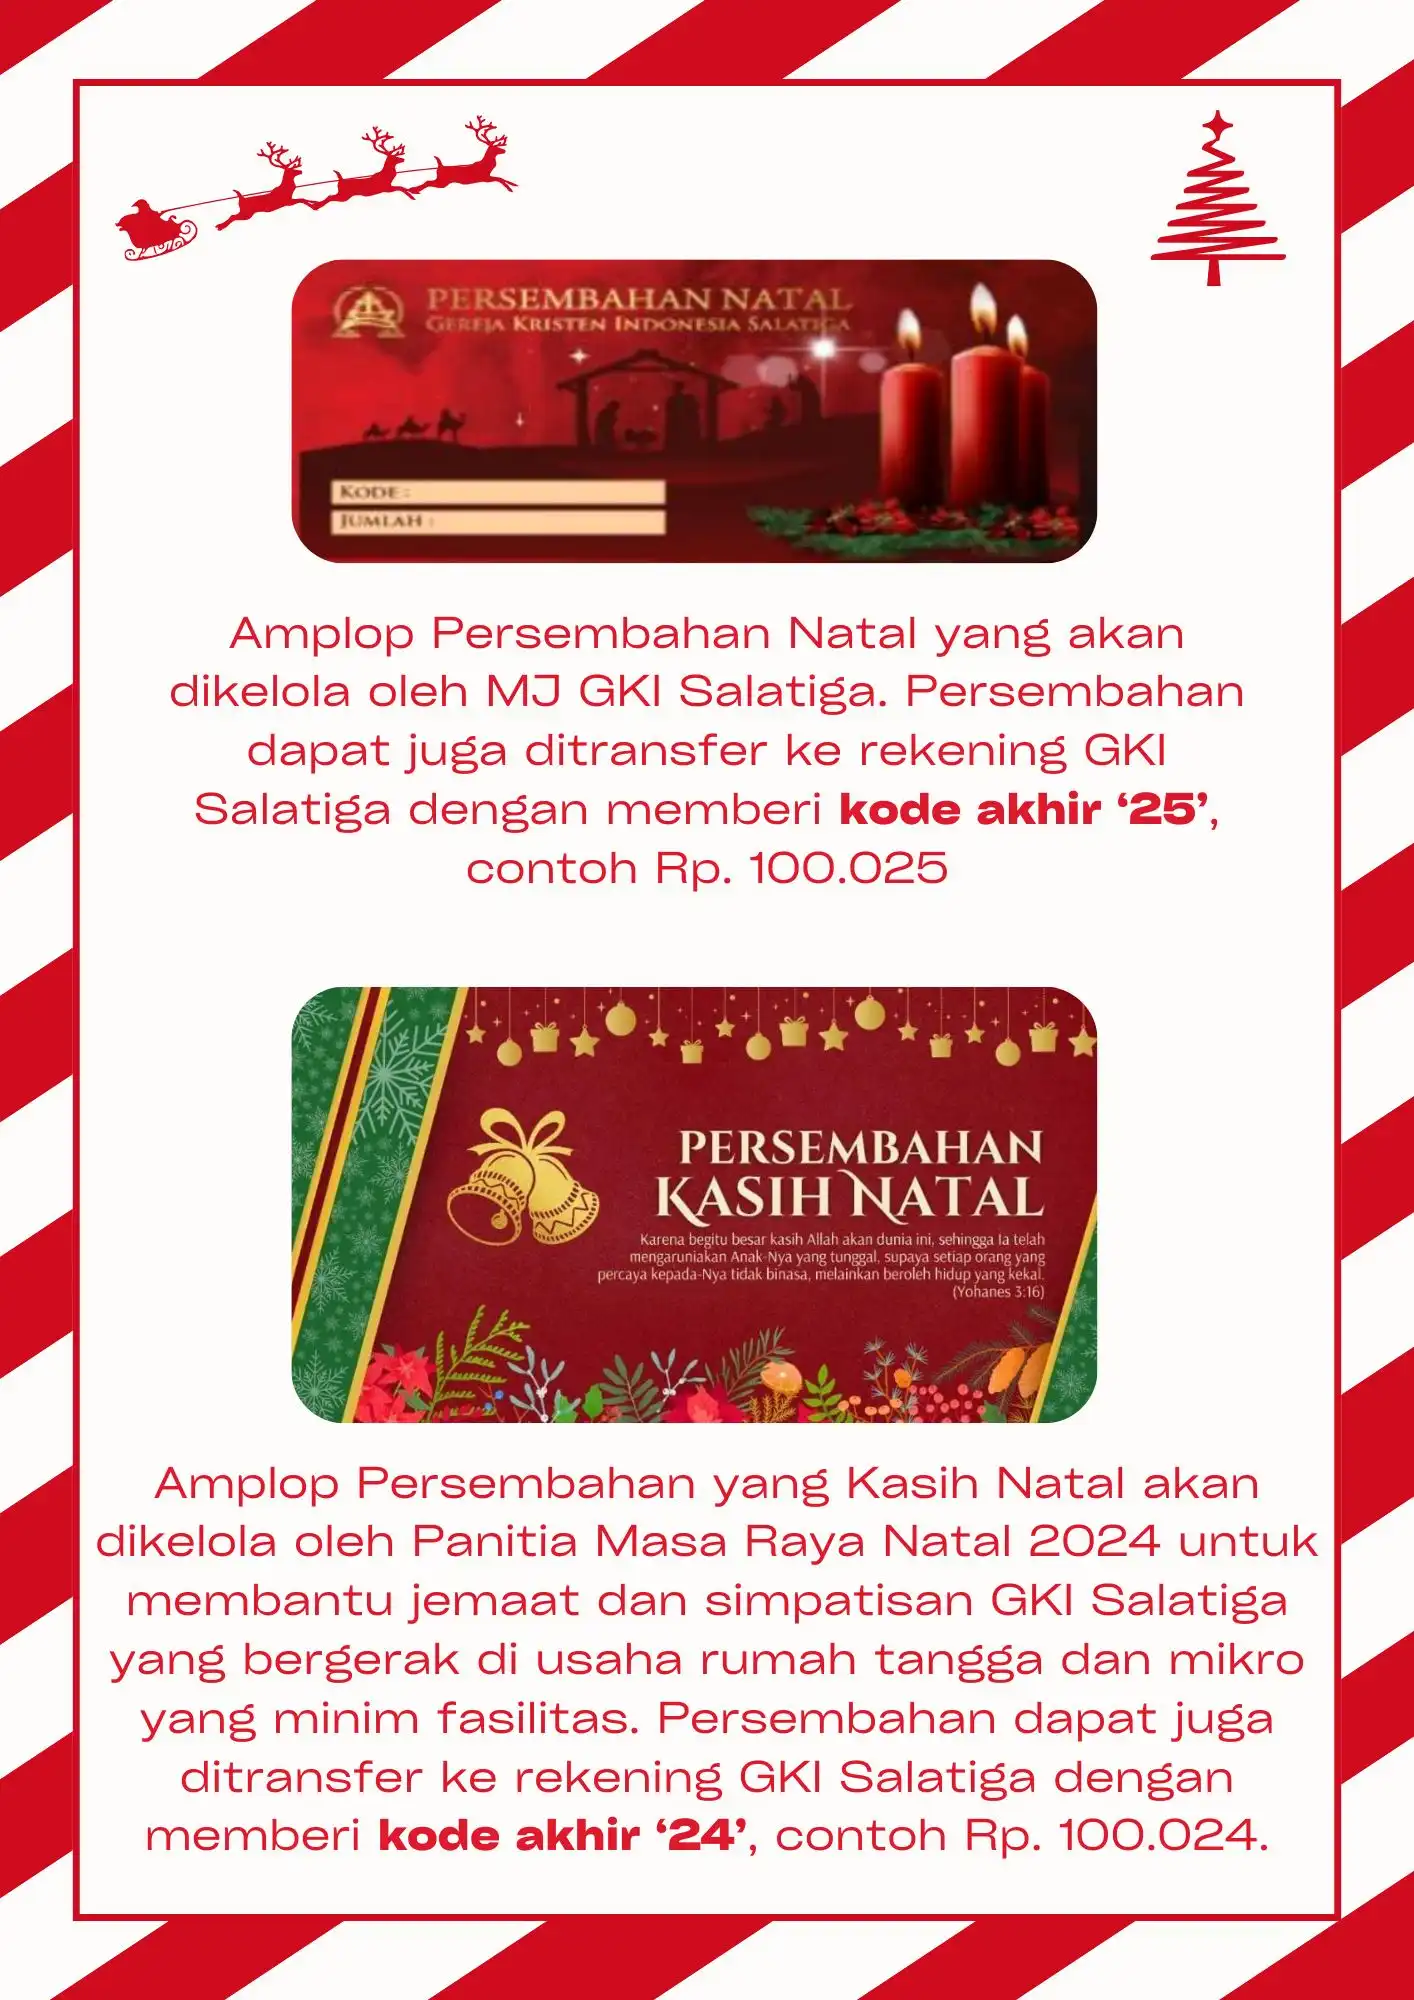 PERSEMBAHAN NATAL
GEREJA KRISTEN INDONESIA SALATIGA
KODE :
JUMLAH :
Amplop Persembahan Natal yang akan
dikelola oleh MJ GKI Salatiga. Persembahan
dapat juga ditransfer ke rekening GKI
Salatiga dengan memberi kode akhir ‘25’,
contoh Rp. 100.025
PERSEMBAHAN
KASIH NATAL
Karena begitu besar kasih Allah akan dunia ini, sehingga Ia telah
mengaruniakan Anak-Nya yang tunggal, supaya setiap orang yang
percaya kepada-Nya tidak binasa, melainkan beroleh hidup yang kekal.
(Yohanes 3:16)
Amplop Persembahan yang Kasih Natal akan
dikelola oleh Panitia Masa Raya Natal 2024 untuk
membantu jemaat dan simpatisan GKI Salatiga
yang bergerak di usaha rumah tangga dan mikro
yang minim fasilitas. Persembahan dapat juga
ditransfer ke rekening GKI Salatiga dengan
memberi kode akhir ‘24’, contoh Rp. 100.024.